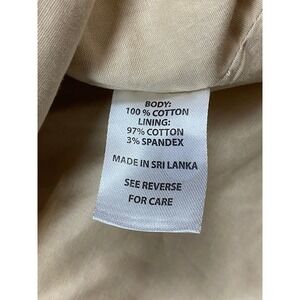 BODY:
100 % COTTON
LINING:
97% COTTON
3% SPANDEX
MADE IN SRI LANKA
SEE REVERSE
FOR CARE